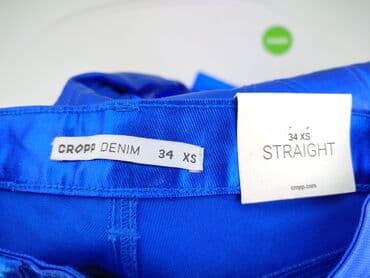 CROPP DENIM 34 XS
34 XS
STRAIGHT
cropp.com